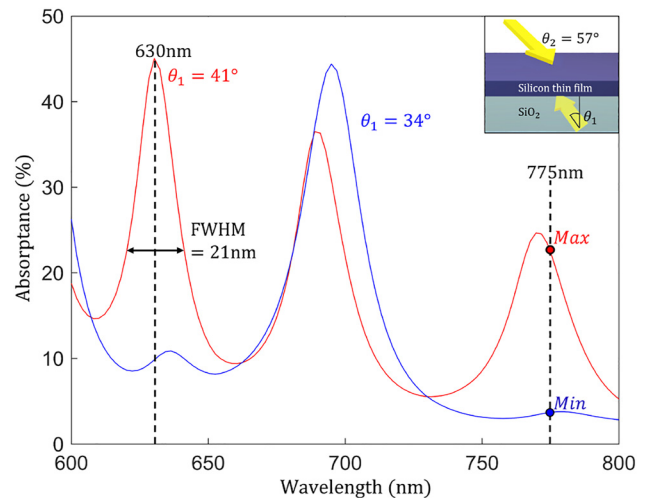 50
40
30
20
10
0
Absorptance (%)
600
650
700
750
800
Wavelength (nm)
630nm
θ₁ = 41°
θ₁ = 34°
FWHM
= 21nm
775nm
Max
Min
θ₂ = 57°
Silicon thin film
SiO₂
θ₁